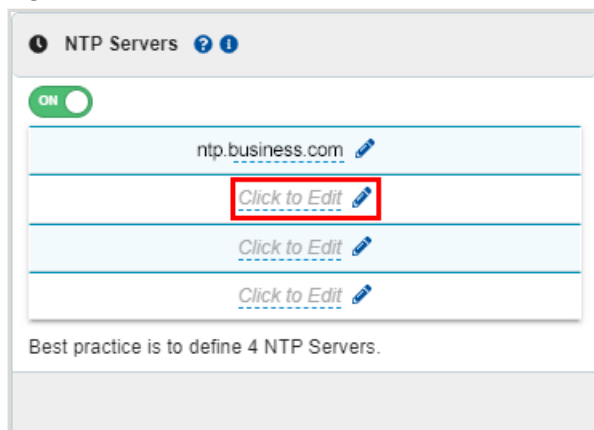 NTP Servers
ON
ntp.business.com
Click to Edit
Click to Edit
Click to Edit
Best practice is to define 4 NTP Servers.